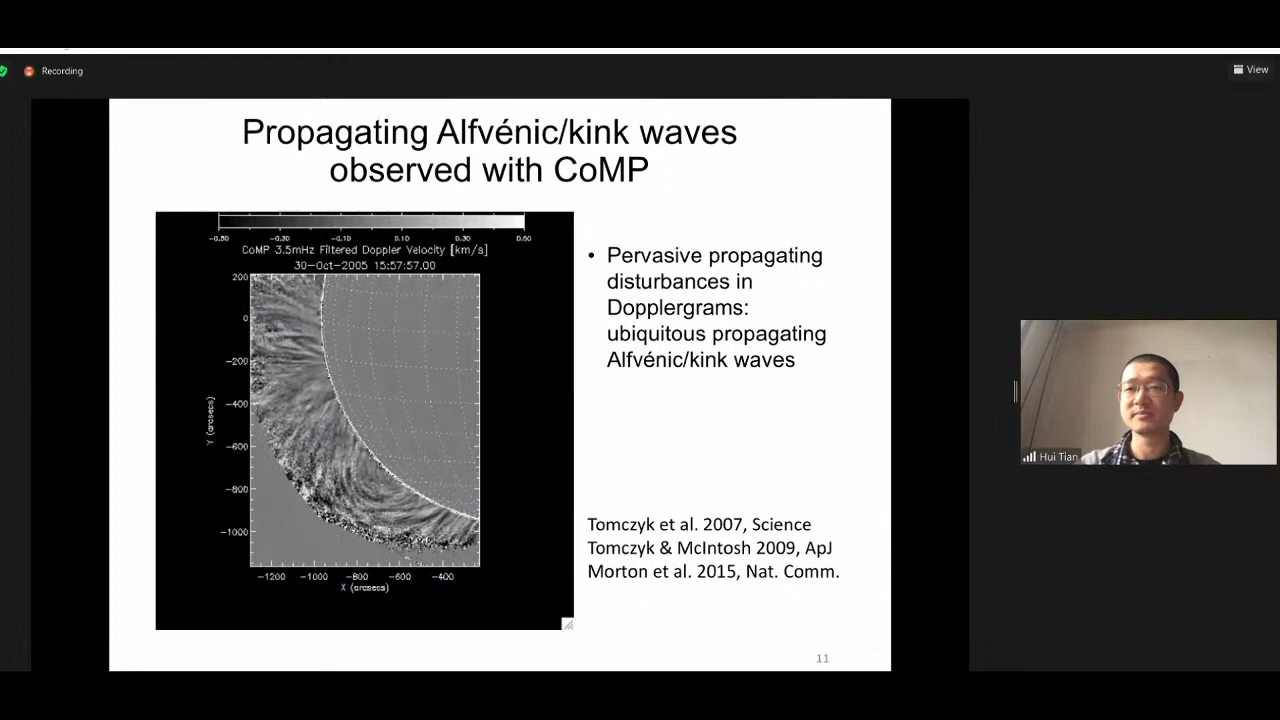 Recording
View
Propagating Alfvénic/kink waves
observed with CoMP
-0.50 -0.30 -0.10 0.10 0.30 0.50
CoMP 3.5mHz Filtered Doppler Velocity [km/s]
30-Oct-2005 15:57:57.00
200
0
-200
-400
-600
-800
-1000
Y (arcsecs)
-1200 -1000 -800 -600 -400
X (arcsecs)
• Pervasive propagating
disturbances in
Dopplergrams:
ubiquitous propagating
Alfvénic/kink waves
Tomczyk et al. 2007, Science
Tomczyk & McIntosh 2009, ApJ
Morton et al. 2015, Nat. Comm.
11
Hui Tian